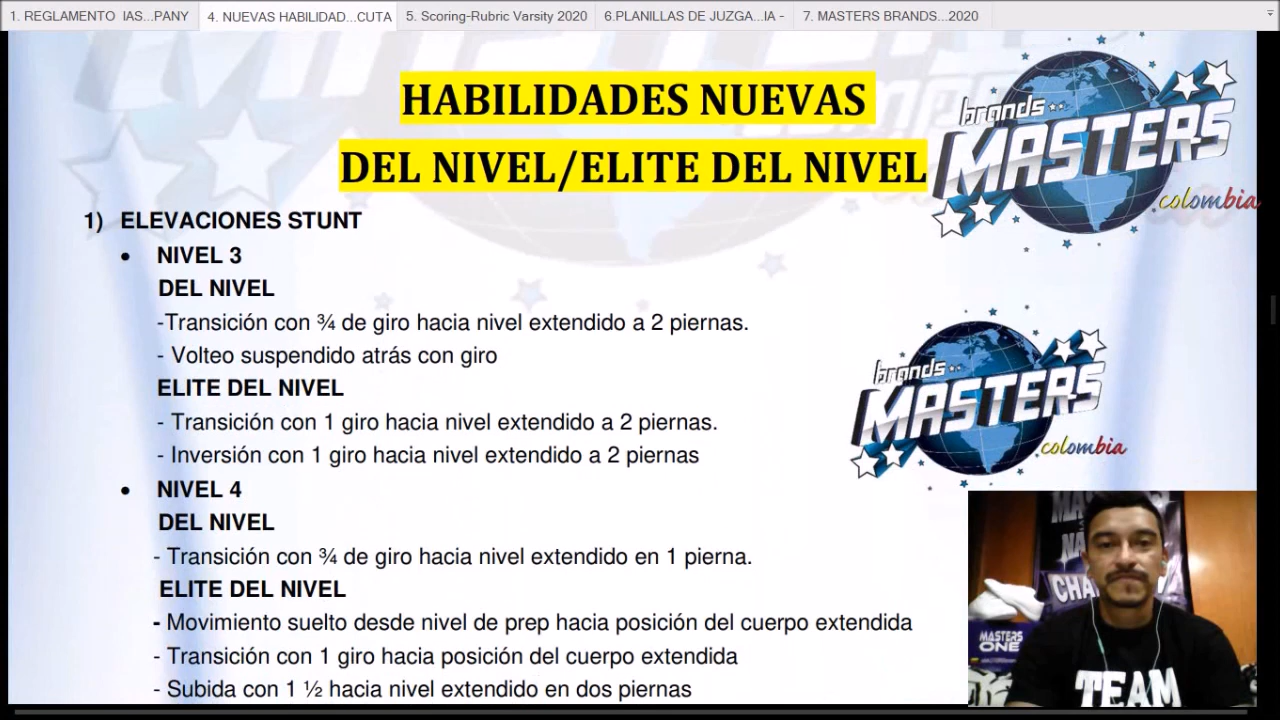 1. REGLAMENTO IAS...PANY
4. NUEVAS HABILIDAD...CUTA
5. Scoring-Rubric Varsity 2020
6.PLANILLAS DE JUZGA...IA -
7. MASTERS BRANDS...2020
HABILIDADES NUEVAS
DEL NIVEL/ELITE DEL NIVEL
brands
MASTERS
colombia
1) ELEVACIONES STUNT
• NIVEL 3
DEL NIVEL
-Transición con ¾ de giro hacia nivel extendido a 2 piernas.
- Volteo suspendido atrás con giro
ELITE DEL NIVEL
- Transición con 1 giro hacia nivel extendido a 2 piernas.
- Inversión con 1 giro hacia nivel extendido a 2 piernas
brands
MASTERS
colombia
• NIVEL 4
DEL NIVEL
- Transición con ¾ de giro hacia nivel extendido en 1 pierna.
ELITE DEL NIVEL
- Movimiento suelto desde nivel de prep hacia posición del cuerpo extendida
- Transición con 1 giro hacia posición del cuerpo extendida
- Subida con 1 ½ hacia nivel extendido en dos piernas
MASTERS
ONE
TEAM